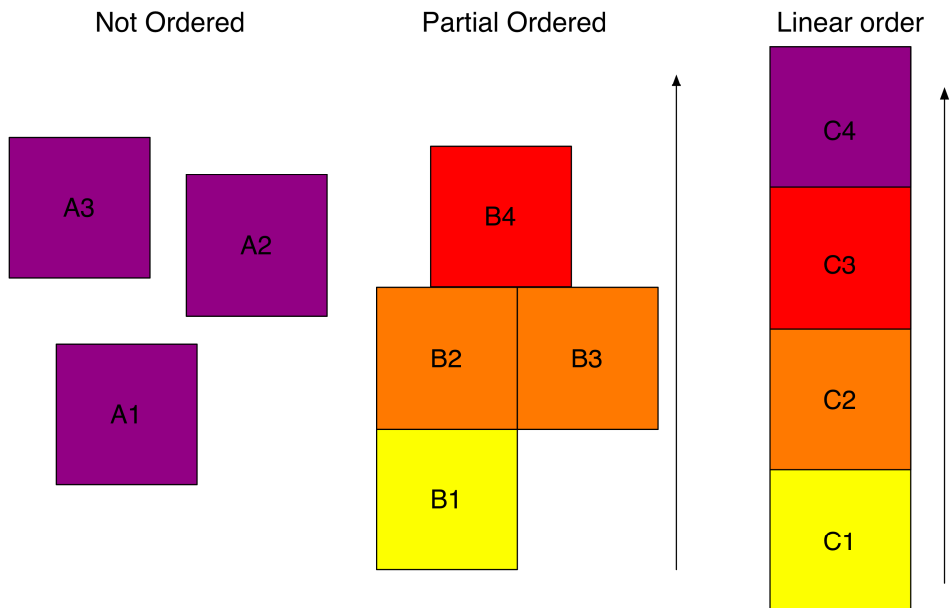 Not Ordered
A3
A2
A1
Partial Ordered
B4
B2
B3
B1
Linear order
C4
C3
C2
C1